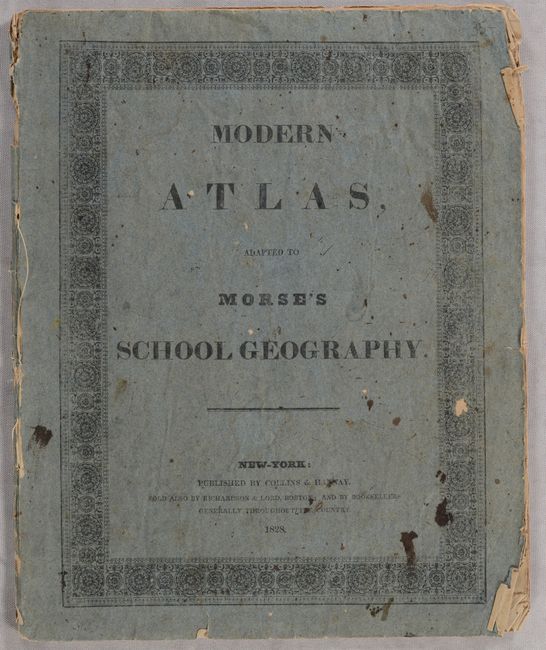 MODERN
ATLAS,
ADAPTED TO
MORSE'S
SCHOOL GEOGRAPHY.
NEW-YORK:
PUBLISHED BY COLLINS & HANNAY.
SOLD ALSO BY RICHARDSON & LORD, BOSTON; AND BY BOOKSELLERS
GENERALLY THROUGHOUT THE COUNTRY
1828.